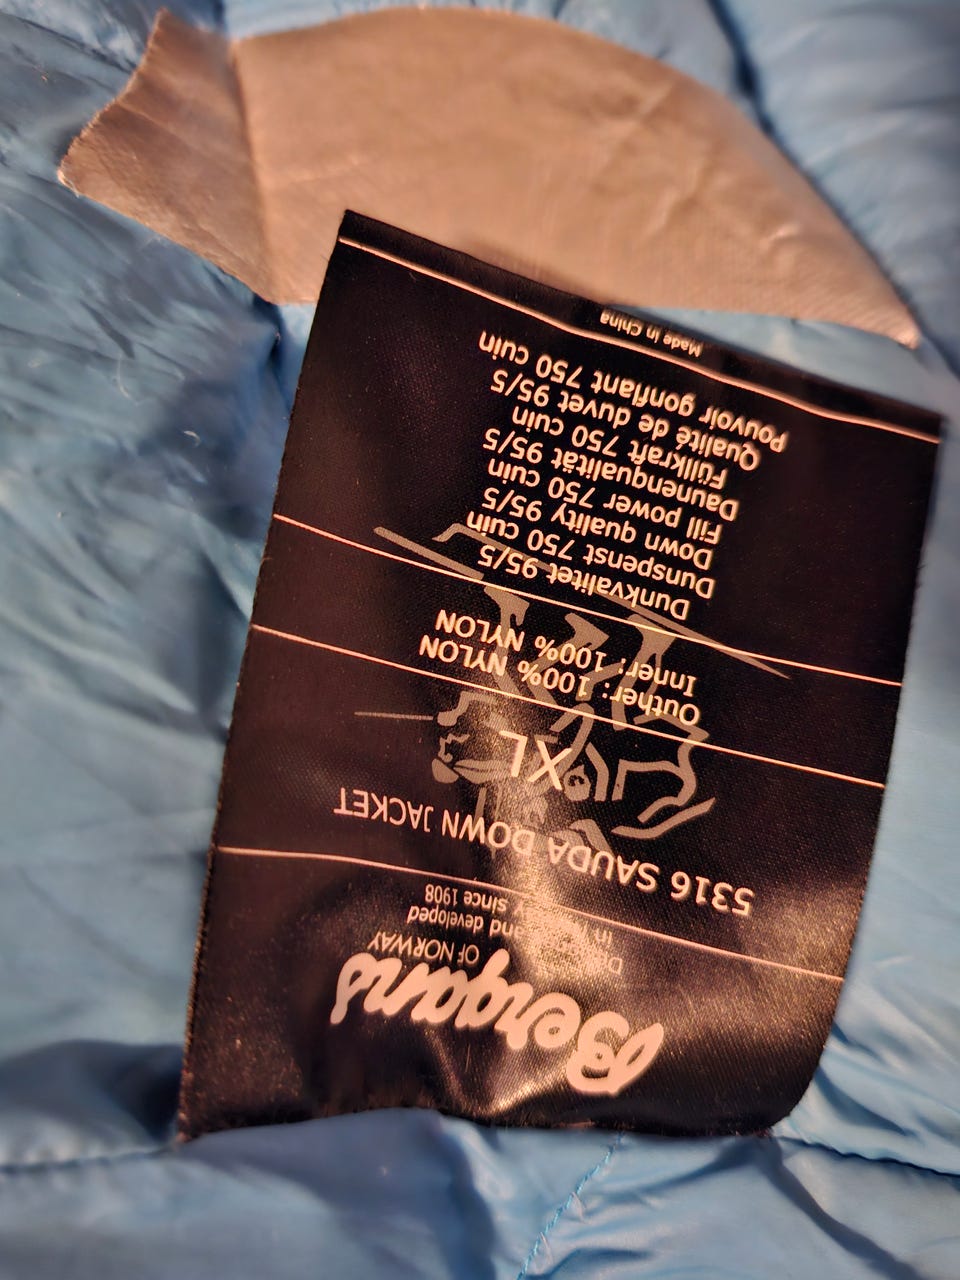 Bergans
OF NORWAY
and developed
in y since 1908
5316 SAUDA DOWN JACKET
XL
Outher: 100% NYLON
Inner: 100% NYLON
Dunkvalitet 95/5
Dunspenst 750 cuin
Down quality 95/5
Fill power 750 cuin
Daunenqualität 95/5
Füllkraft 750 cuin
Qualité de duvet 95/5
Pouvoir gonflant 750 cuin
Made in China